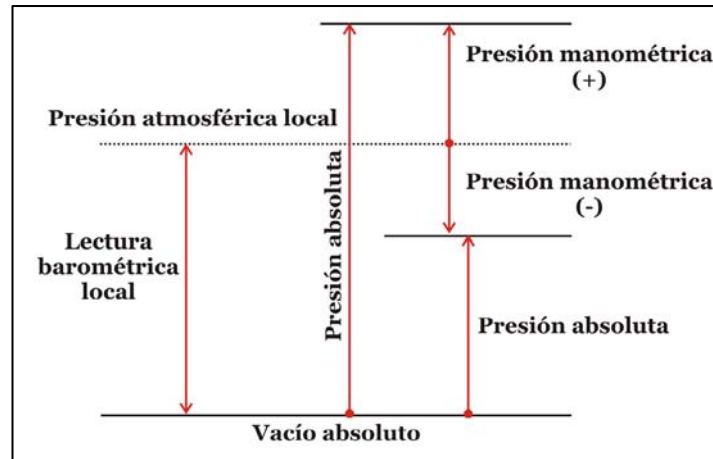 Presión manométrica
(+)
Presión atmosférica local
Presión absoluta
Presión manométrica
(-)
Lectura
barométrica
local
Presión absoluta
Vacío absoluto